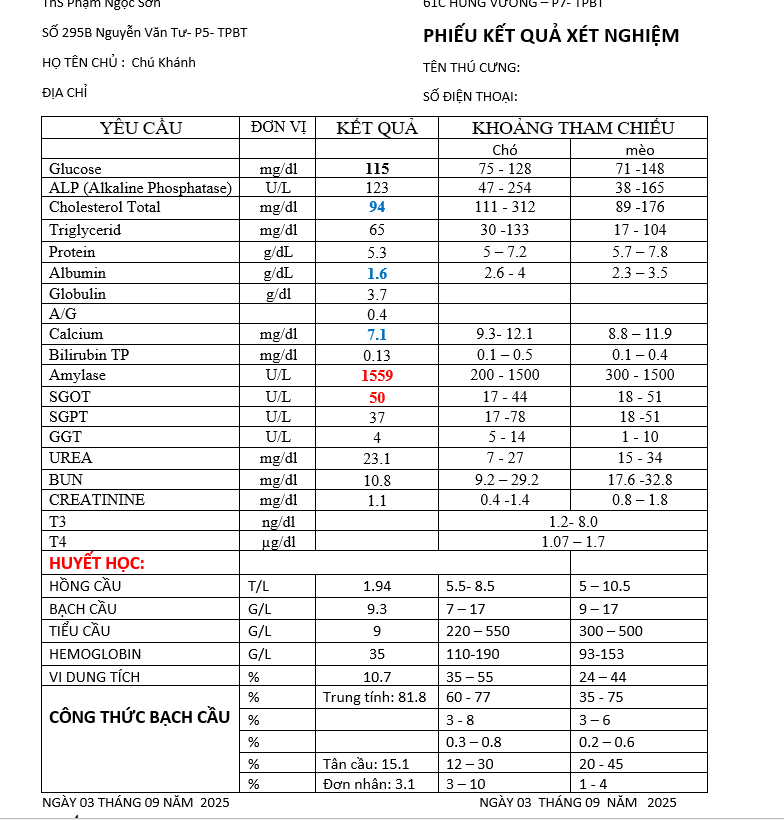 ThS Phạm Ngọc Sơn 61C HÙNG VƯƠNG – P7- TPBT
SỐ 295B Nguyễn Văn Tư- P5- TPBT PHIẾU KẾT QUẢ XÉT NGHIỆM
HỌ TÊN CHỦ : Chú Khánh TÊN THÚ CƯNG:
ĐỊA CHỈ SỐ ĐIỆN THOẠI:
YÊU CẦU ĐƠN VỊ KẾT QUẢ KHOẢNG THAM CHIẾU
Chó mèo
Glucose mg/dl 115 75 - 128 71 -148
ALP (Alkaline Phosphatase) U/L 123 47 - 254 38 -165
Cholesterol Total mg/dl 94 111 - 312 89 -176
Triglycerid mg/dl 65 30 -133 17 - 104
Protein g/dL 5.3 5 – 7.2 5.7 – 7.8
Albumin g/dL 1.6 2.6 - 4 2.3 – 3.5
Globulin g/dl 3.7
A/G 0.4
Calcium mg/dl 7.1 9.3- 12.1 8.8 – 11.9
Bilirubin TP mg/dl 0.13 0.1 – 0.5 0.1 – 0.4
Amylase U/L 1559 200 - 1500 300 - 1500
SGOT U/L 50 17 - 44 18 - 51
SGPT U/L 37 17 -78 18 -51
GGT U/L 4 5 - 14 1 - 10
UREA mg/dl 23.1 7 - 27 15 - 34
BUN mg/dl 10.8 9.2 – 29.2 17.6 -32.8
CREATININE mg/dl 1.1 0.4 -1.4 0.8 – 1.8
T3 ng/dl 1.2- 8.0
T4 µg/dl 1.07 – 1.7
HUYẾT HỌC:
HỒNG CẦU T/L 1.94 5.5- 8.5 5 – 10.5
BẠCH CẦU G/L 9.3 7 – 17 9 – 17
TIỂU CẦU G/L 9 220 – 550 300 – 500
HEMOGLOBIN G/L 35 110-190 93-153
VI DUNG TÍCH % 10.7 35 – 55 24 – 44
CÔNG THỨC BẠCH CẦU % Trung tính: 81.8 60 - 77 35 - 75
% 3 - 8 3 – 6
% 0.3 – 0.8 0.2 – 0.6
% Tân cầu: 15.1 12 – 30 20 - 45
% Đơn nhân: 3.1 3 – 10 1 - 4
NGÀY 03 THÁNG 09 NĂM 2025 NGÀY 03 THÁNG 09 NĂM 2025